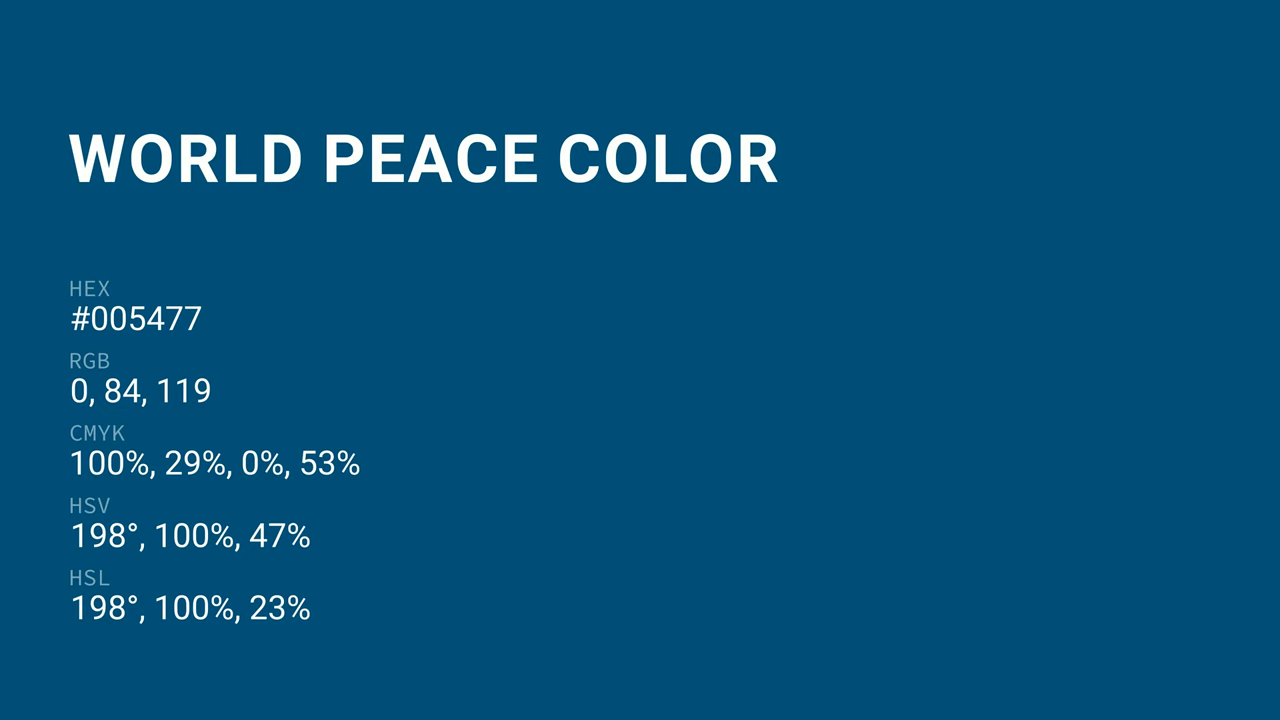 WORLD PEACE COLOR
HEX
#005477
RGB
0, 84, 119
CMYK
100%, 29%, 0%, 53%
HSV
198°, 100%, 47%
HSL
198°, 100%, 23%